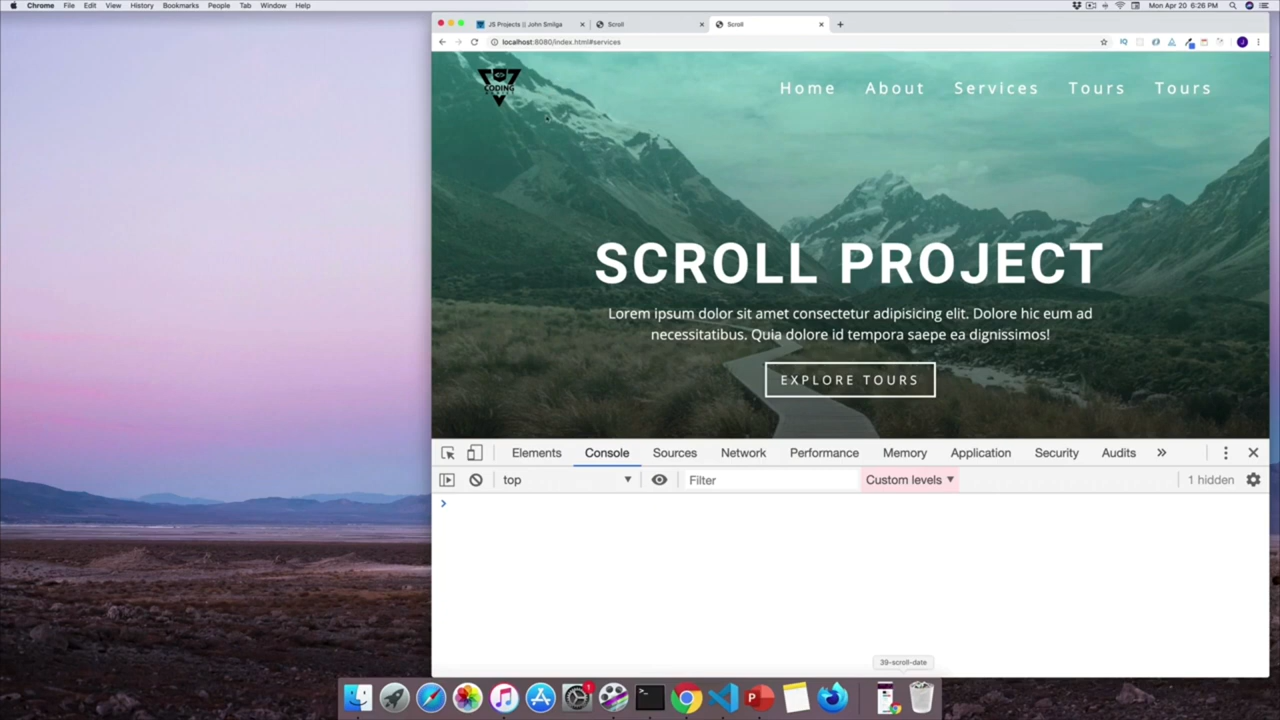 Chrome File Edit View History Bookmarks People Tab Window Help Mon Apr 20 6:26 PM
JS Projects || John Smilga Scroll Scroll
localhost:8080/index.html#services
CODING
Home About Services Tours Tours
SCROLL PROJECT
Lorem ipsum dolor sit amet consectetur adipisicing elit. Dolore hic eum ad
necessitatibus. Quia dolore id tempora saepe ea dignissimos!
EXPLORE TOURS
Elements Console Sources Network Performance Memory Application Security Audits
top Filter Custom levels 1 hidden
39-scroll-date